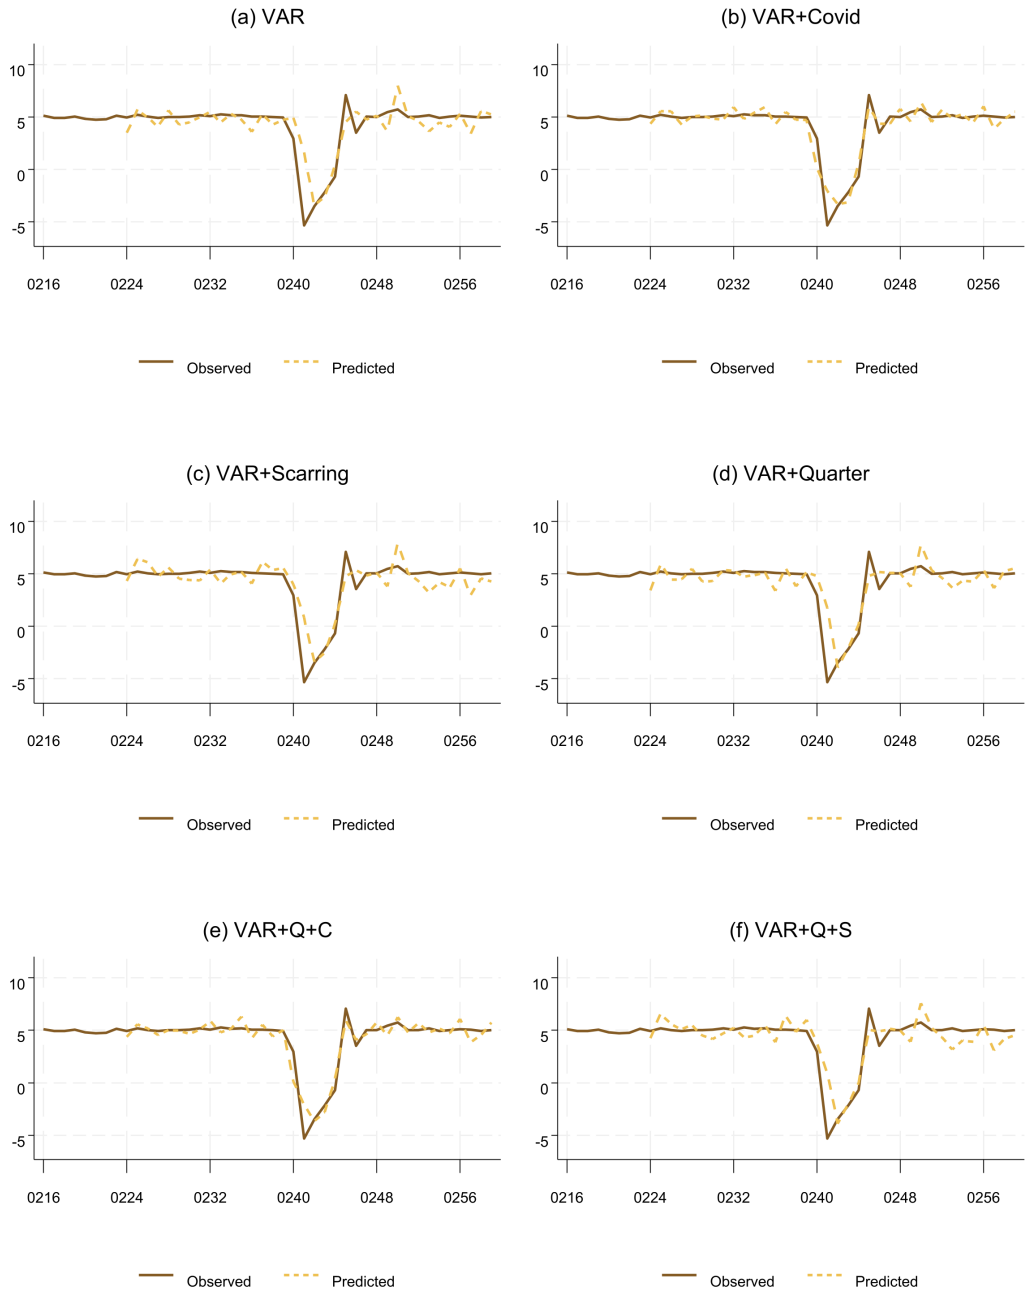 (a) VAR
(b) VAR+Covid
10
5
0
-5
0216 0224 0232 0240 0248 0256
Observed Predicted
10
5
0
-5
0216 0224 0232 0240 0248 0256
Observed Predicted
(c) VAR+Scarring
(d) VAR+Quarter
10
5
0
-5
0216 0224 0232 0240 0248 0256
Observed Predicted
10
5
0
-5
0216 0224 0232 0240 0248 0256
Observed Predicted
(e) VAR+Q+C
(f) VAR+Q+S
10
5
0
-5
0216 0224 0232 0240 0248 0256
Observed Predicted
10
5
0
-5
0216 0224 0232 0240 0248 0256
Observed Predicted